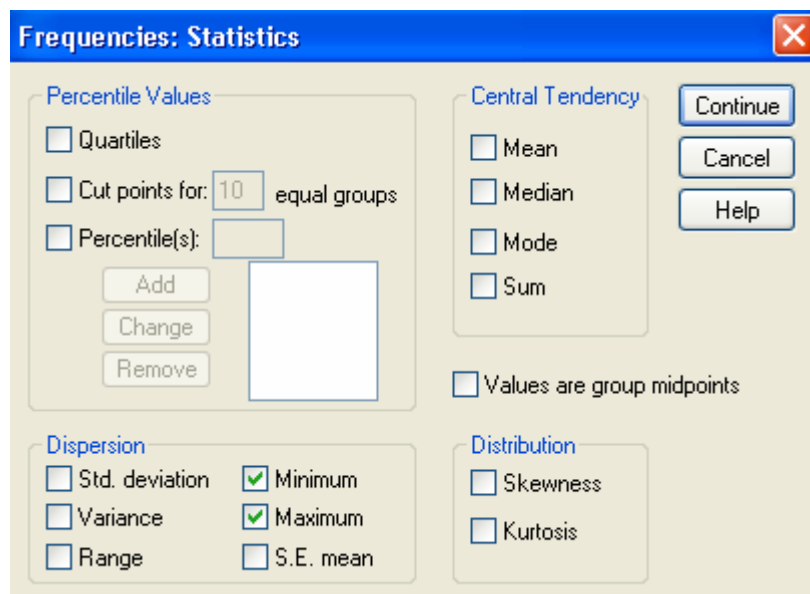 Frequencies: Statistics
Percentile Values
Quartiles
Cut points for: 10 equal groups
Percentile(s):
Add
Change
Remove
Central Tendency
Mean
Median
Mode
Sum
Continue
Cancel
Help
Values are group midpoints
Dispersion
Std. deviation Minimum
Variance Maximum
Range S.E. mean
Distribution
Skewness
Kurtosis